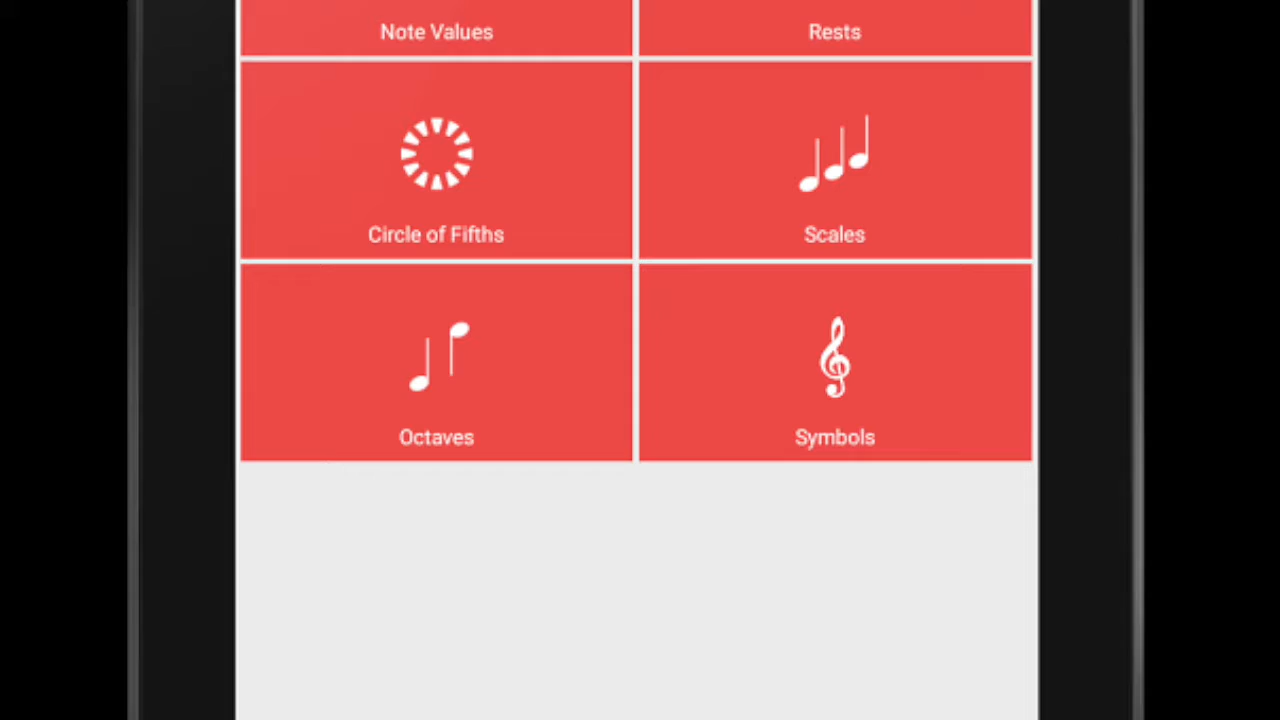 Note Values
Rests
Circle of Fifths
Scales
Octaves
Symbols